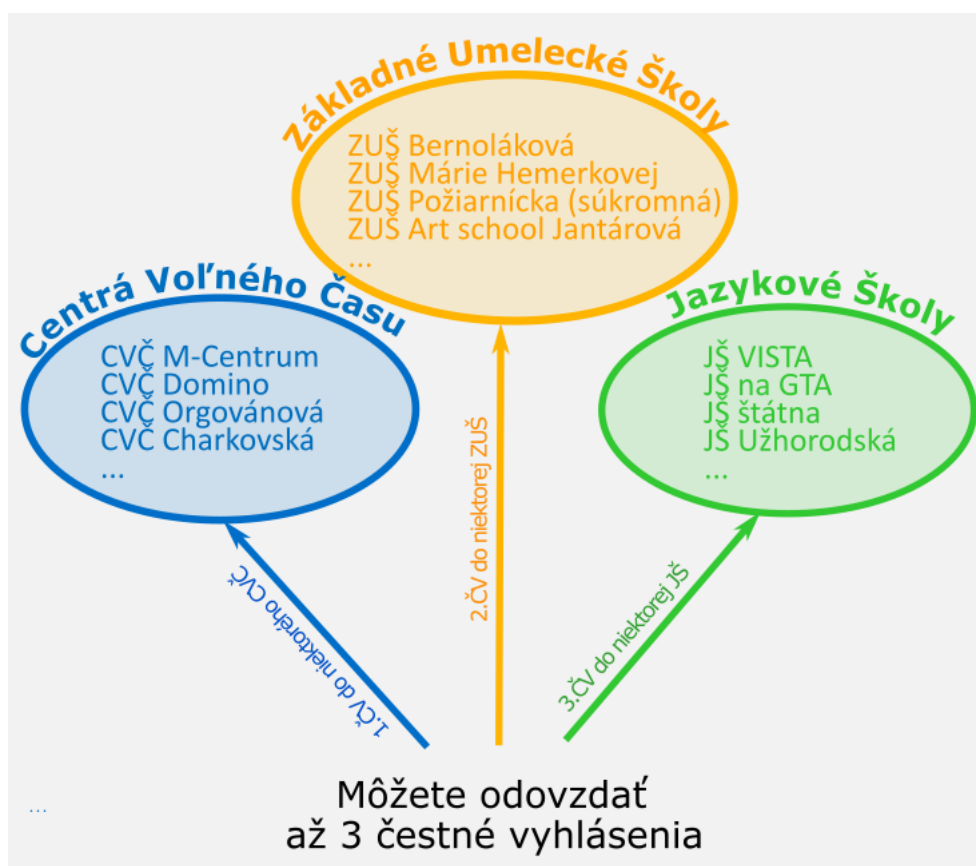 Základné Umelecké Školy
ZUŠ Bernoláková
ZUŠ Márie Hemerkovej
ZUŠ Požiarnícka (súkromná)
ZUŠ Art school Jantárová
...
Centrá Voľného Času
CVČ M-Centrum
CVČ Domino
CVČ Orgovánová
CVČ Charkovská
...
Jazykové Školy
JŠ VISTA
JŠ na GTA
JŠ štátna
JŠ Užhorodská
...
1.ČV do niektorého CVČ
2.ČV do niektorej ZUŠ
3.ČV do niektorej JŠ
Môžete odovzdať
až 3 čestné vyhlásenia
...